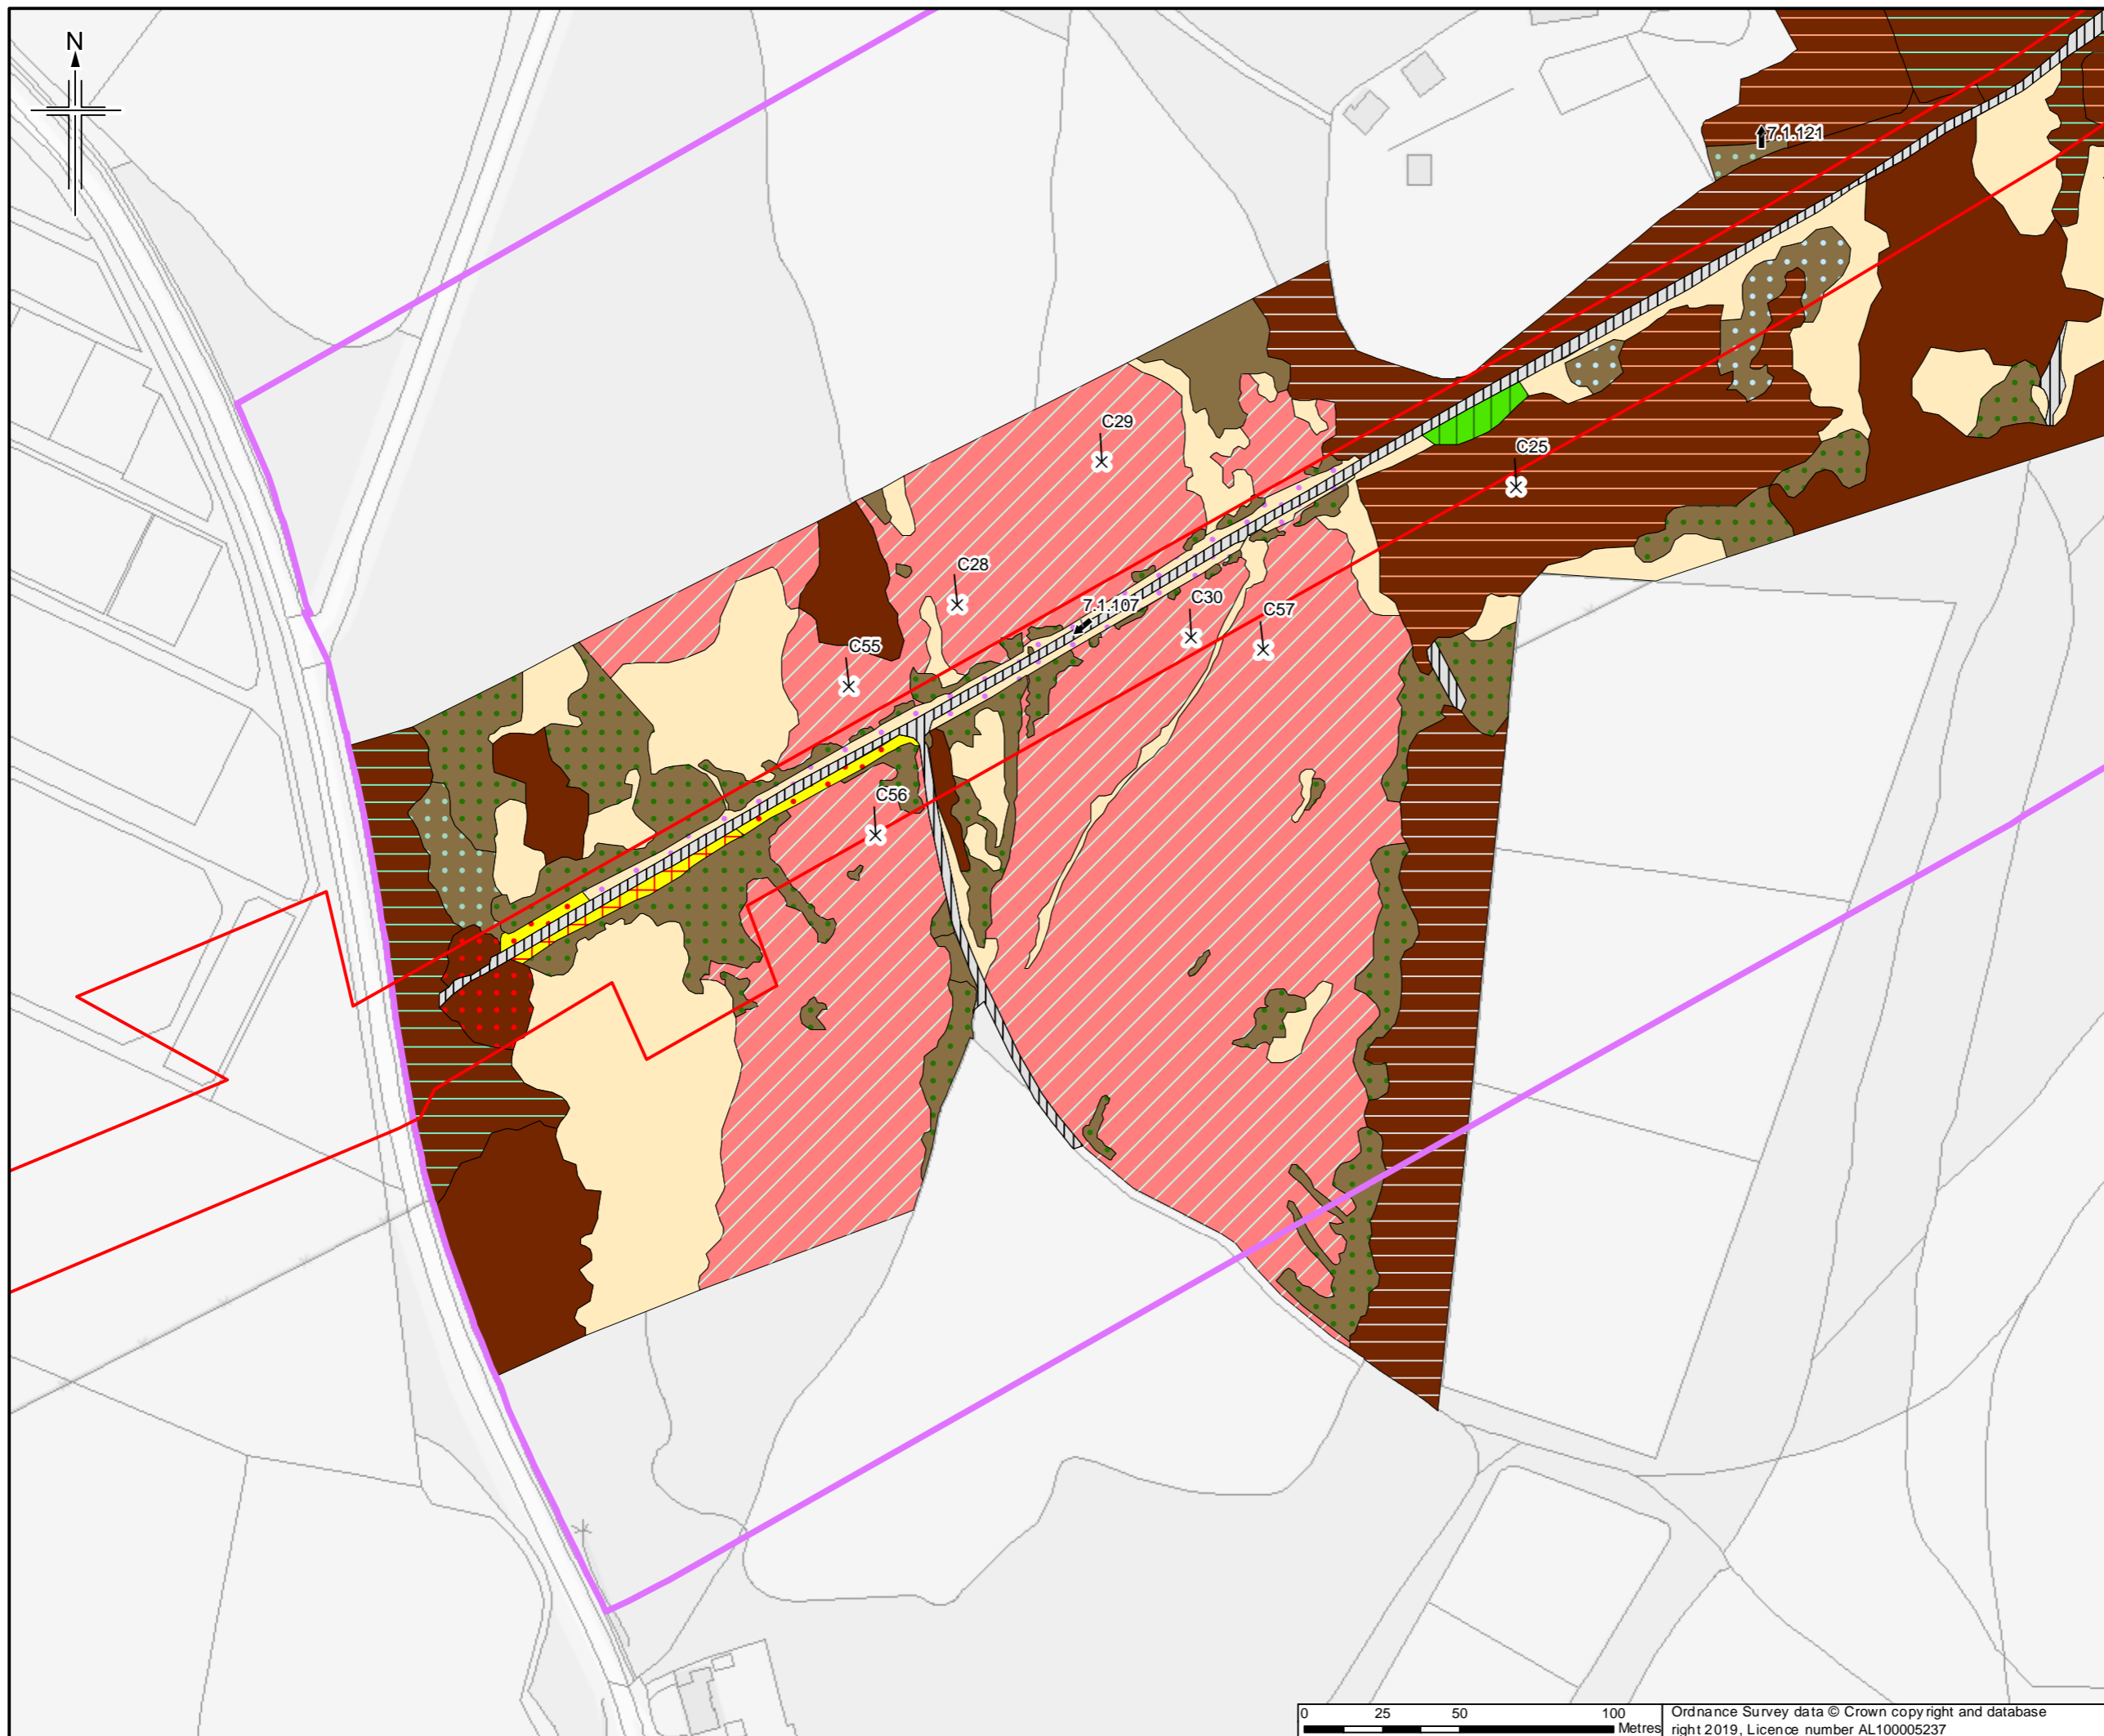 N
7.1.121
C29
C25
C28
7.1.107
C30
C57
C55
C56
0 25 50 100
Metres
Ordnance Survey data © Crown copyright and database
right 2019, Licence number AL100005237